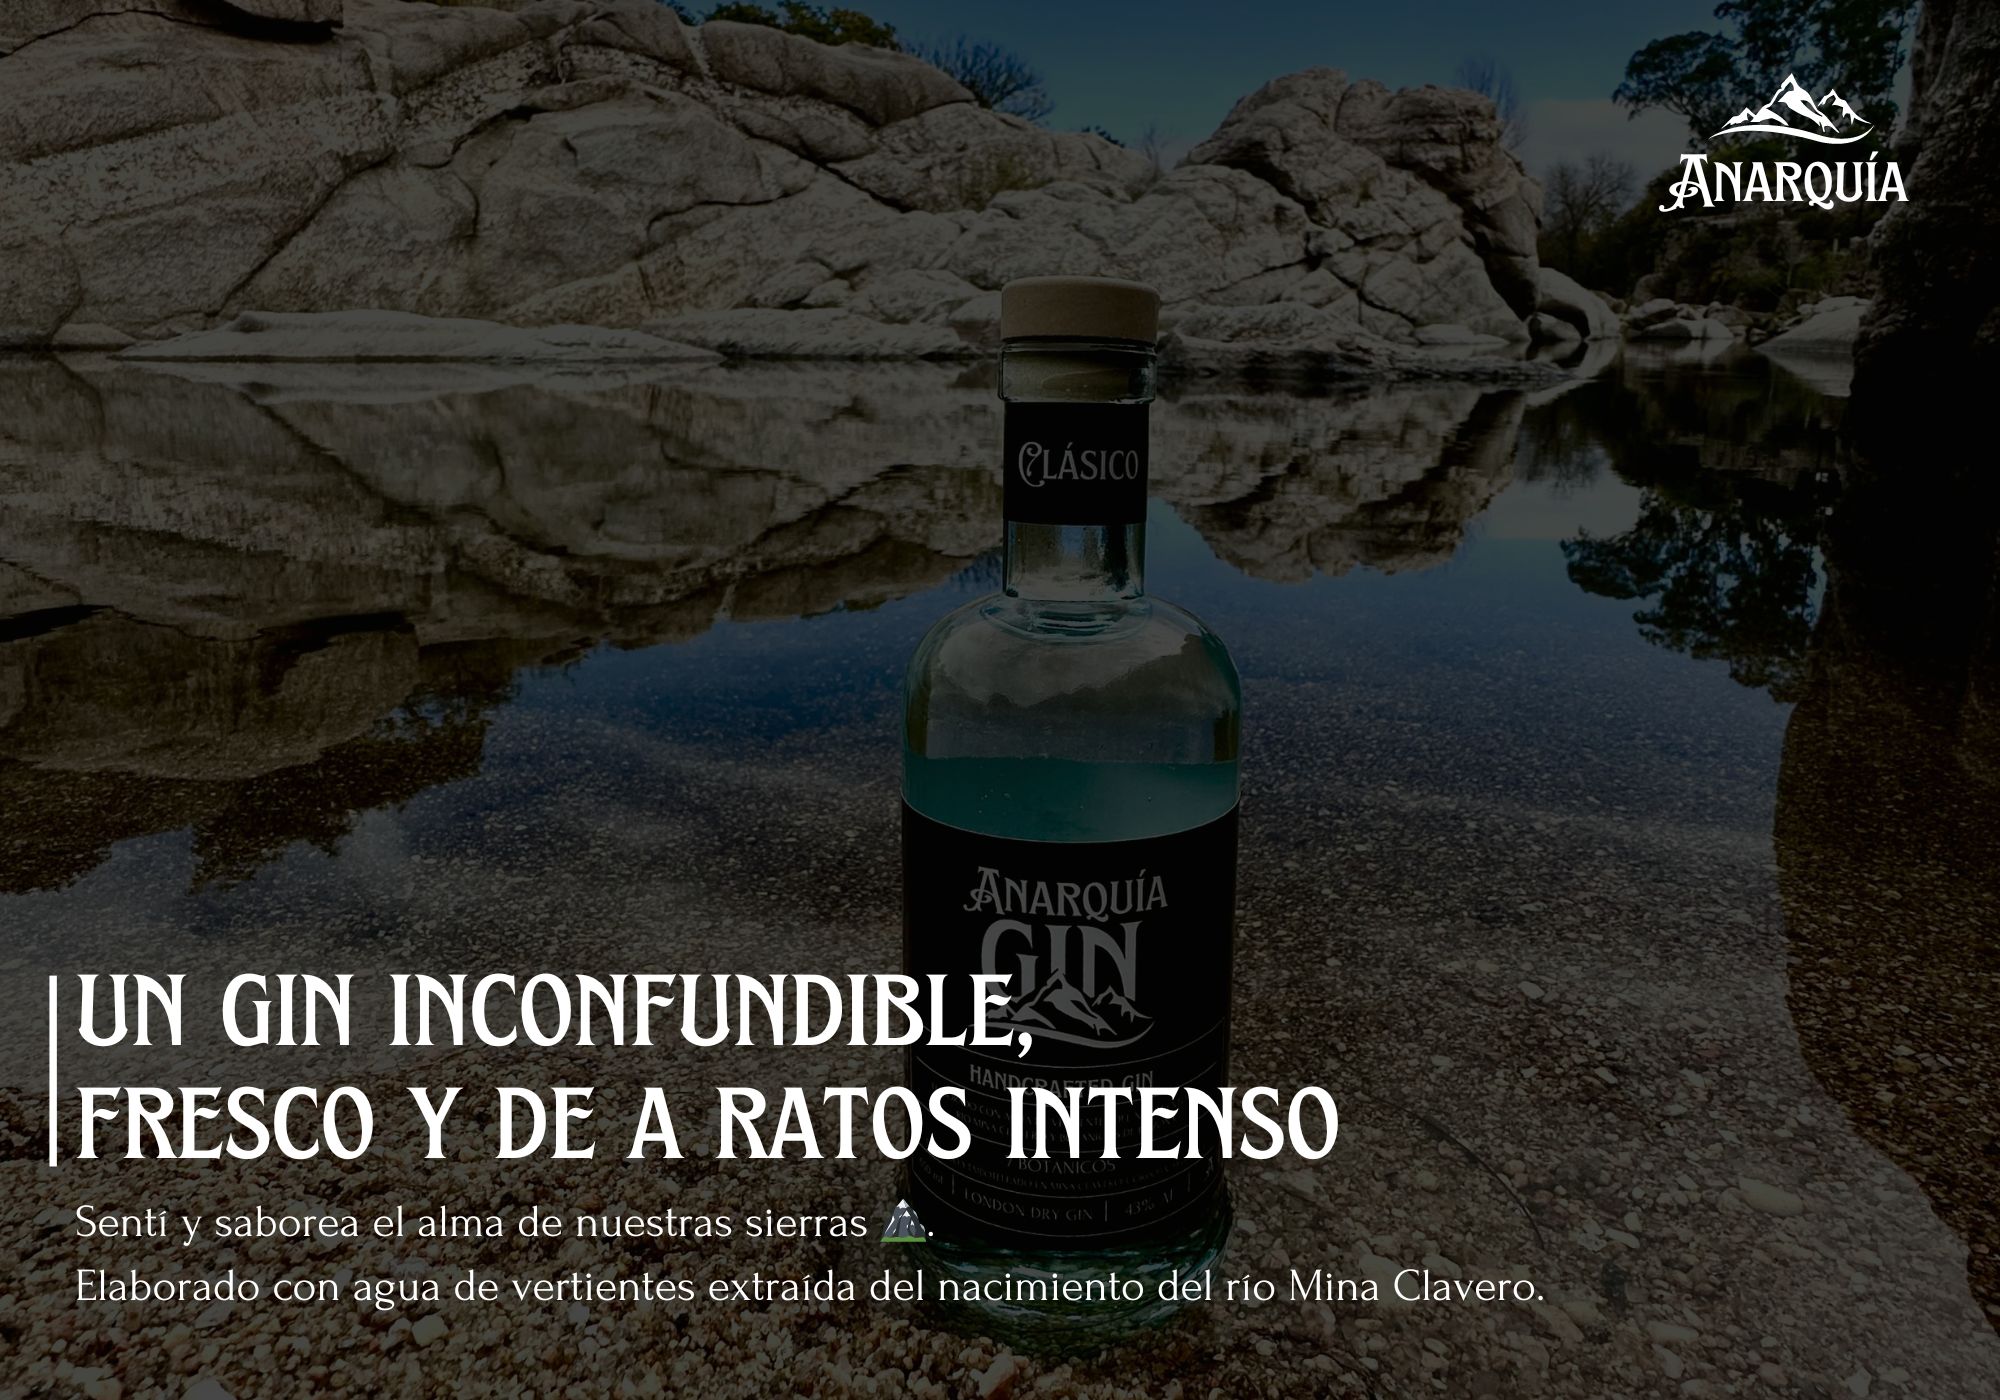 ANARQUÍA
CLÁSICO
ANARQUÍA
GIN
UN GIN INCONFUNDIBLE,
HANDCRAFTED GIN
FRESCO Y DE A RATOS INTENSO
7 BOTÁNICOS
LONDON DRY GIN | 43%
Sentí y saborea el alma de nuestras sierras ⛰️.
Elaborado con agua de vertientes extraída del nacimiento del río Mina Clavero.